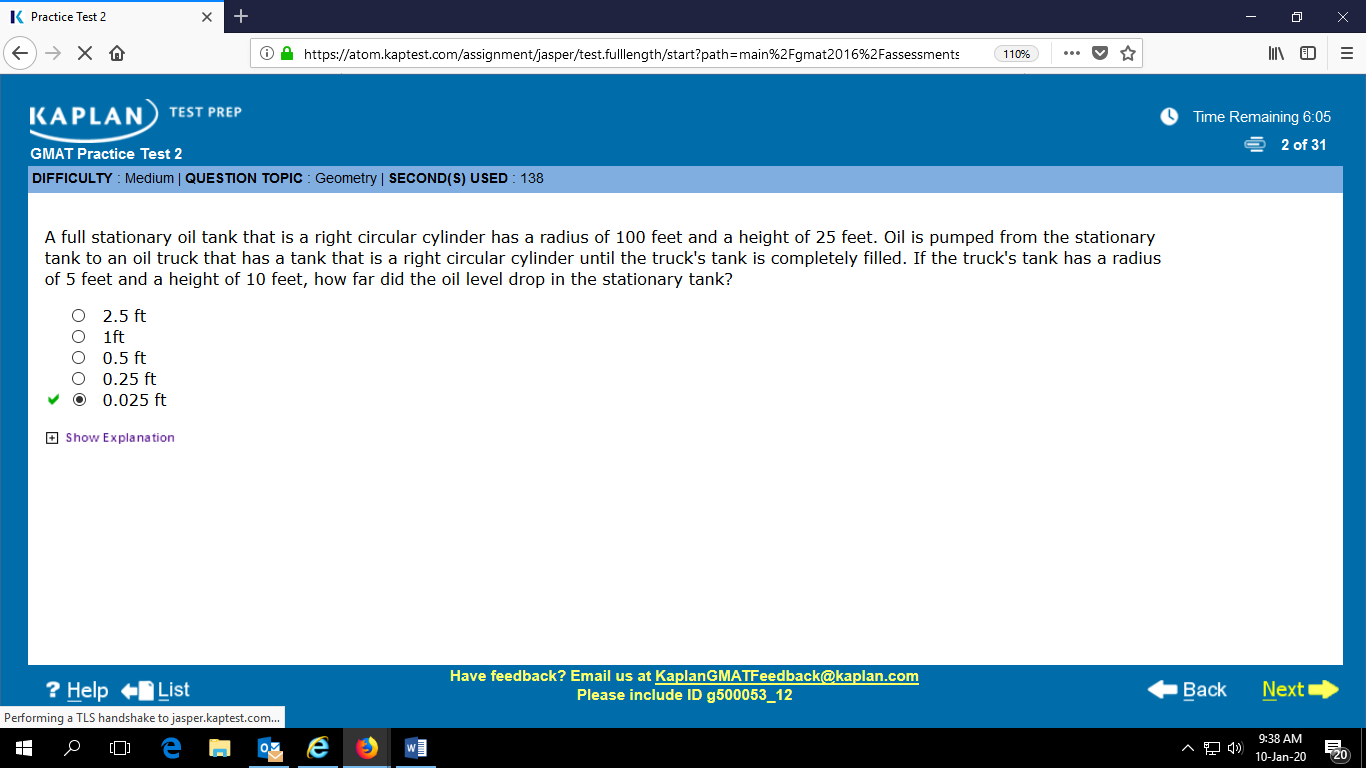 Practice Test 2
https://atom.kaptest.com/assignment/jasper/test.fulllength/start?path=main%2Fgmat2016%2Fassessments
110%
KAPLAN TEST PREP
Time Remaining 6:05
GMAT Practice Test 2
2 of 31
DIFFICULTY : Medium | QUESTION TOPIC : Geometry | SECOND(S) USED : 138
A full stationary oil tank that is a right circular cylinder has a radius of 100 feet and a height of 25 feet. Oil is pumped from the stationary
tank to an oil truck that has a tank that is a right circular cylinder until the truck's tank is completely filled. If the truck's tank has a radius
of 5 feet and a height of 10 feet, how far did the oil level drop in the stationary tank?
2.5 ft
1ft
0.5 ft
0.25 ft
0.025 ft
Show Explanation
Have feedback? Email us at KaplanGMATFeedback@kaplan.com
Please include ID g500053_12
? Help
List
Back
Next
Performing a TLS handshake to jasper.kaptest.com...
9:38 AM
10-Jan-20
20